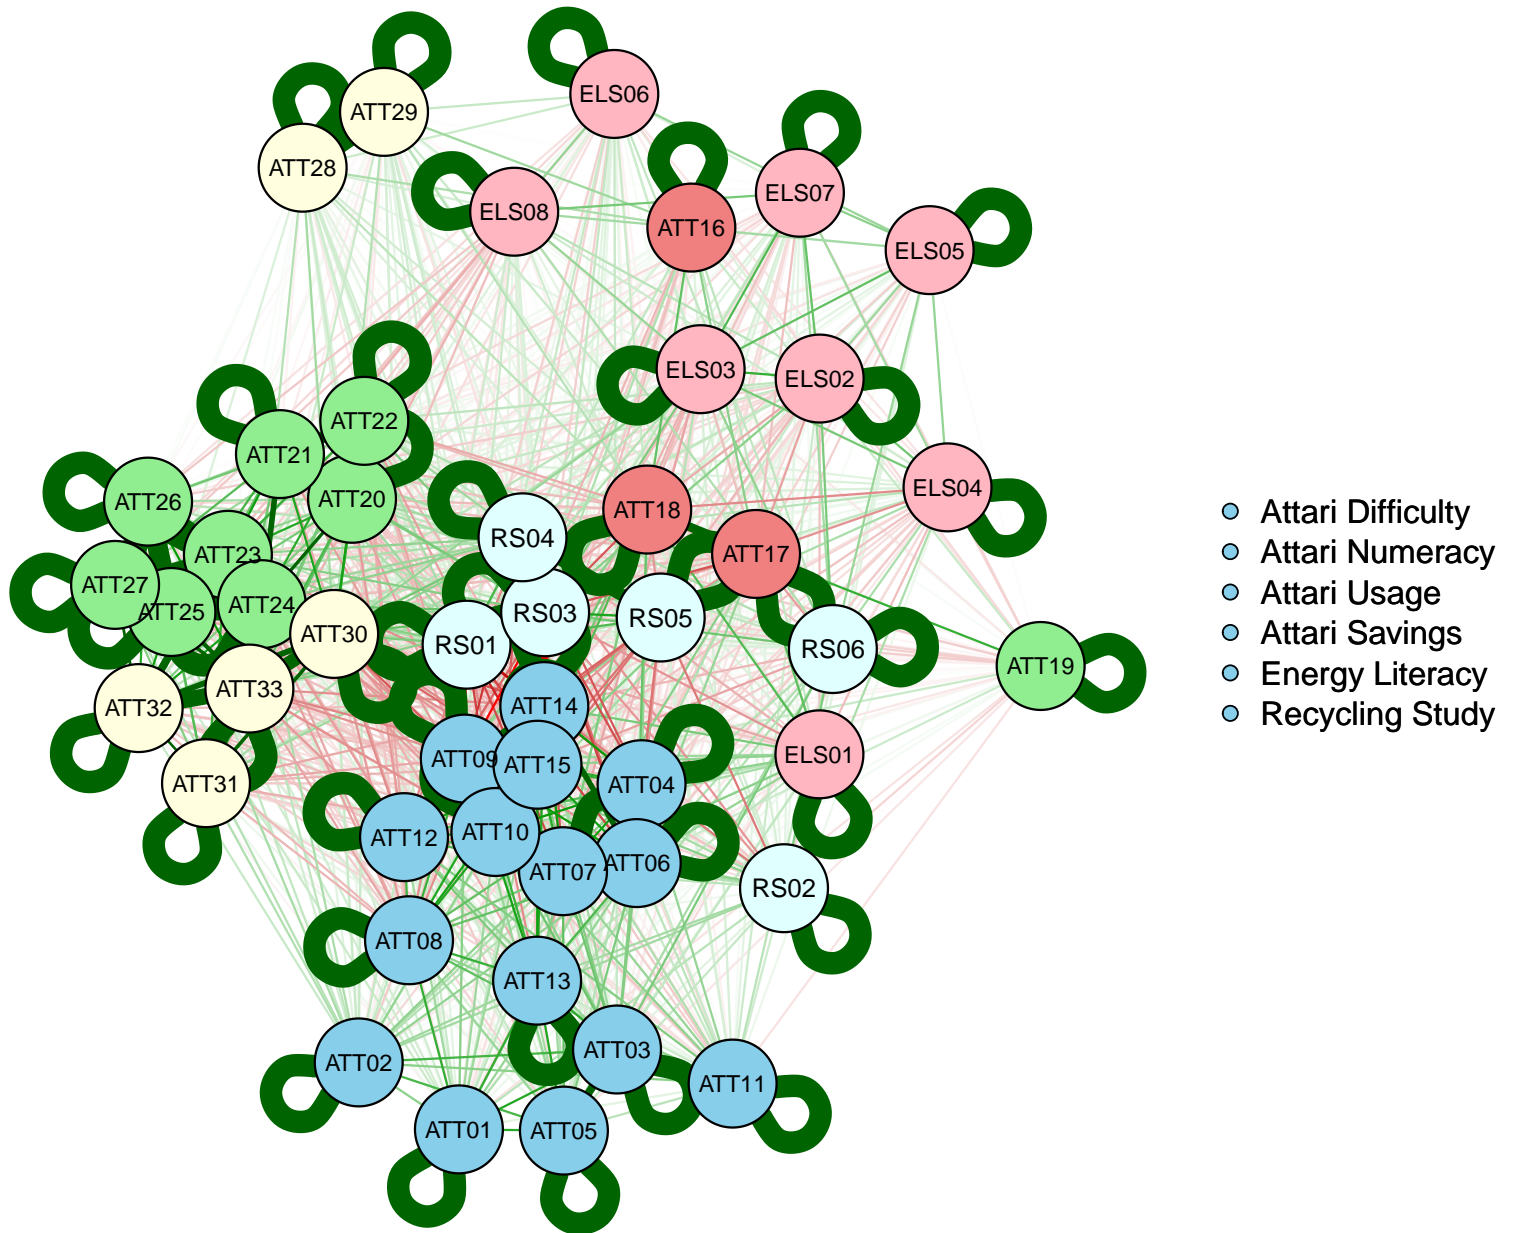 ELS06
ATT29
ATT28
ELS07
ELS08
ATT16
ELS05
ELS03
ELS02
ATT22
ATT21
ELS04
ATT20
ATT26
ATT18
RS04
ATT17
ATT23
ATT27
ATT24
ATT25
RS03
RS05
ATT30
RS01
RS06
ATT19
ATT33
ATT32
ATT14
ELS01
ATT09
ATT15
ATT31
ATT04
ATT10
ATT12
ATT06
ATT07
RS02
ATT08
ATT13
ATT03
ATT02
ATT11
ATT01
ATT05
Attari Difficulty
Attari Numeracy
Attari Usage
Attari Savings
Energy Literacy
Recycling Study